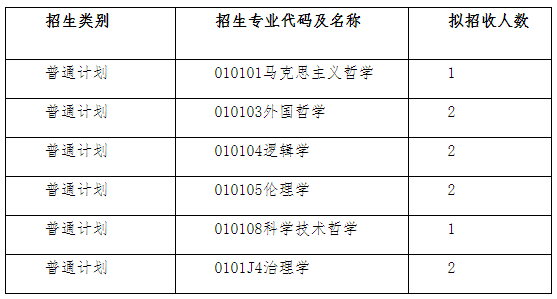 招生类别 招生专业代码及名称 拟招收人数
普通计划 010101马克思主义哲学 1
普通计划 010103外国哲学 2
普通计划 010104逻辑学 2
普通计划 010105伦理学 2
普通计划 010108科学技术哲学 1
普通计划 0101J4治理学 2